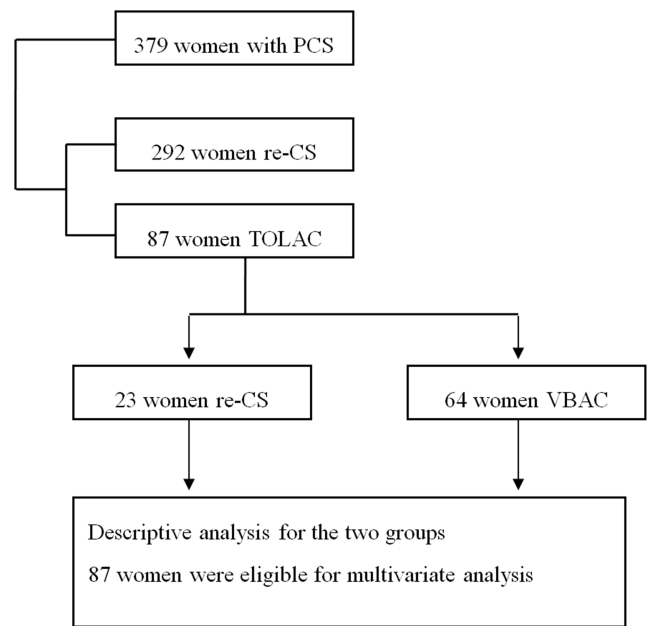 379 women with PCS
292 women re-CS
87 women TOLAC
23 women re-CS
64 women VBAC
Descriptive analysis for the two groups
87 women were eligible for multivariate analysis